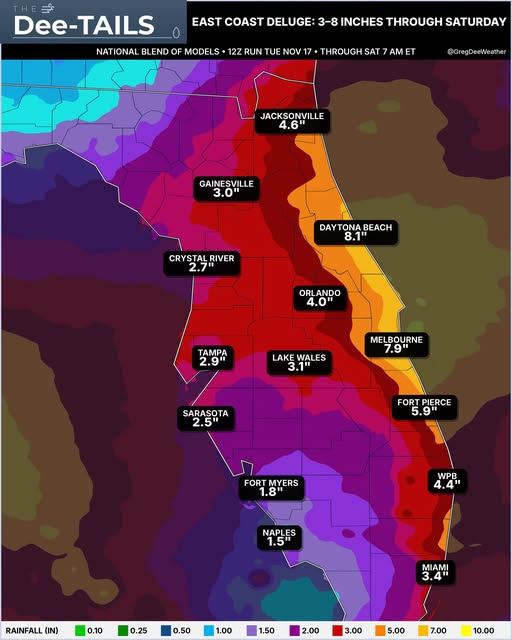 THE
Dee-TAILS
EAST COAST DELUGE: 3–8 INCHES THROUGH SATURDAY
NATIONAL BLEND OF MODELS • 12Z RUN TUE NOV 17 • THROUGH SAT 7 AM ET
@GregDeeWeather
JACKSONVILLE
4.6"
GAINESVILLE
3.0"
DAYTONA BEACH
8.1"
CRYSTAL RIVER
2.7"
ORLANDO
4.0"
MELBOURNE
7.9"
TAMPA
2.9"
LAKE WALES
3.1"
FORT PIERCE
5.9"
SARASOTA
2.5"
WPB
4.4"
FORT MYERS
1.8"
NAPLES
1.5"
MIAMI
3.4"
RAINFALL (IN) 0.10 0.25 0.50 1.00 1.50 2.00 3.00 5.00 7.00 10.00